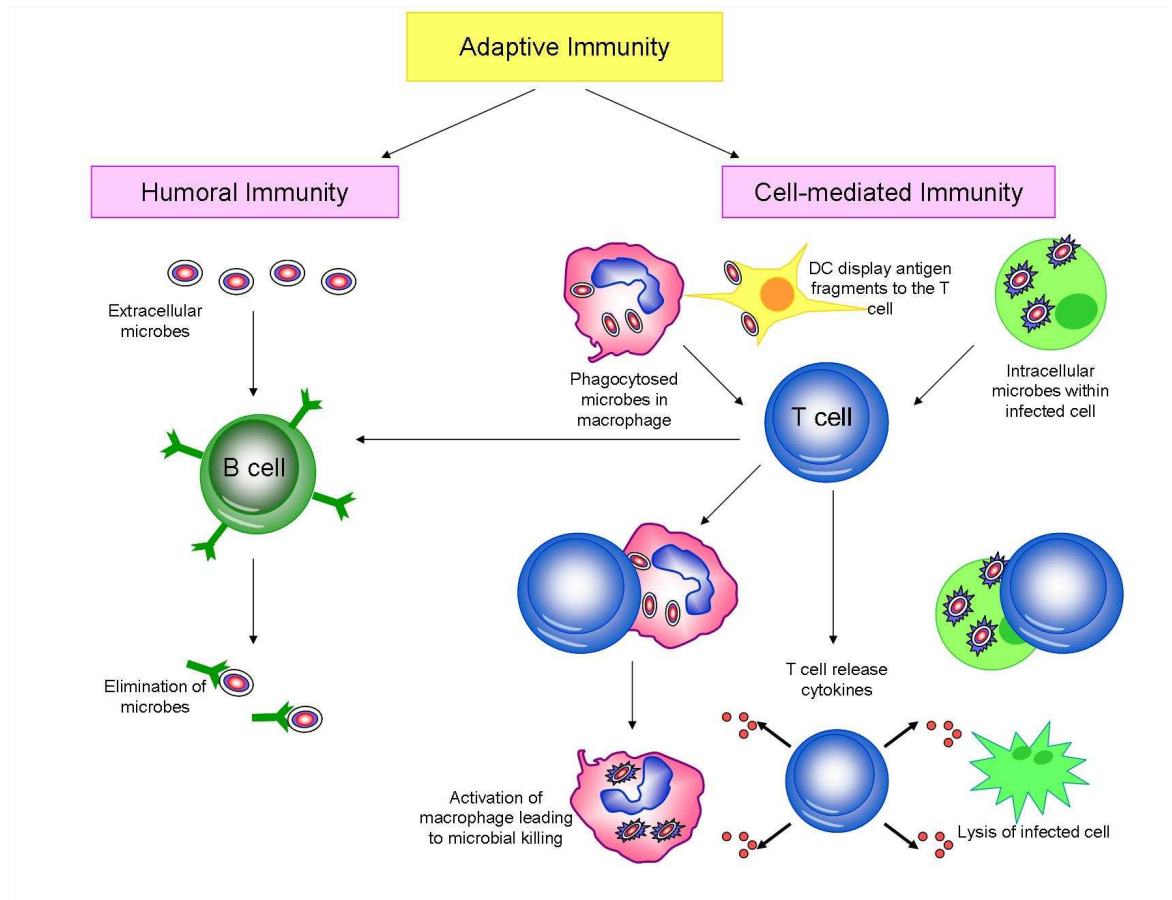 Adaptive Immunity
Humoral Immunity
Cell-mediated Immunity
Extracellular
microbes
DC display antigen
fragments to the T
cell
Phagocytosed
microbes in
macrophage
Intracellular
microbes within
infected cell
T cell
B cell
Elimination of
microbes
T cell release
cytokines
Activation of
macrophage leading
to microbial killing
Lysis of infected cell